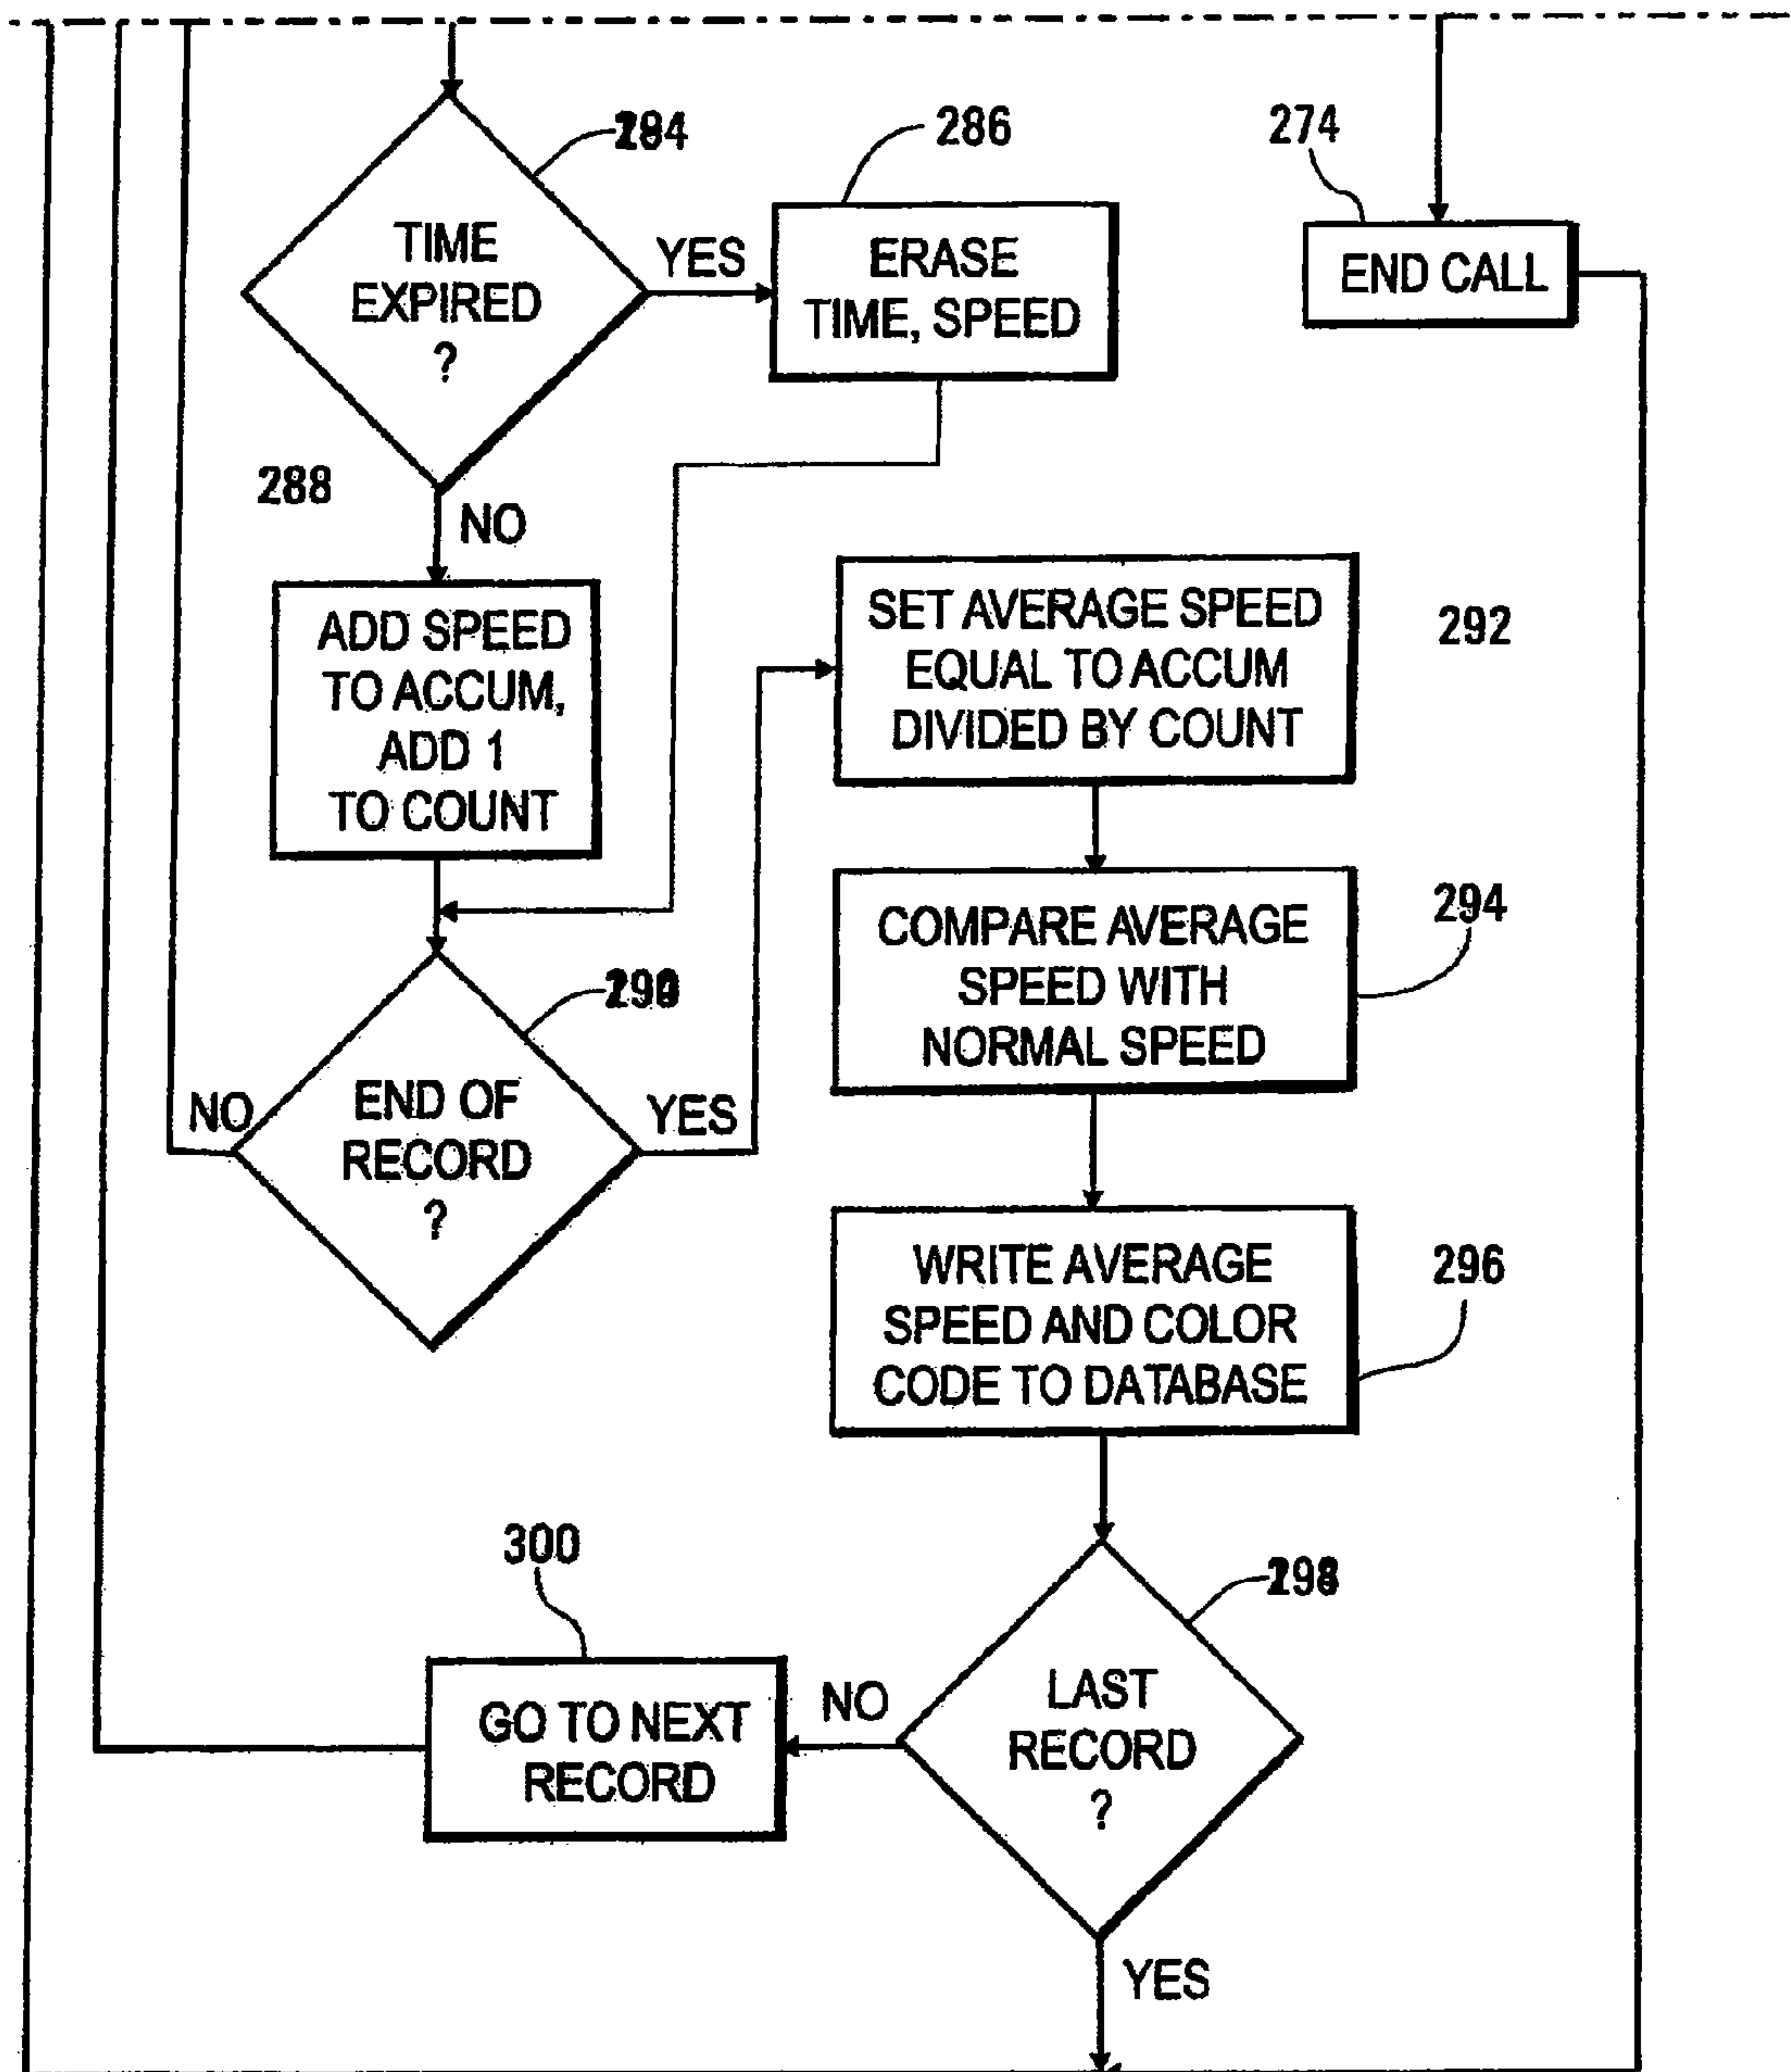 284
286
274
TIME
EXPIRED
?
YES
ERASE
TIME, SPEED
END CALL
288
NO
ADD SPEED
TO ACCUM,
ADD 1
TO COUNT
SET AVERAGE SPEED
EQUAL TO ACCUM
DIVIDED BY COUNT
292
COMPARE AVERAGE
SPEED WITH
NORMAL SPEED
294
290
END OF
RECORD
?
NO
YES
WRITE AVERAGE
SPEED AND COLOR
CODE TO DATABASE
296
300
298
GO TO NEXT
RECORD
NO
LAST
RECORD
?
YES